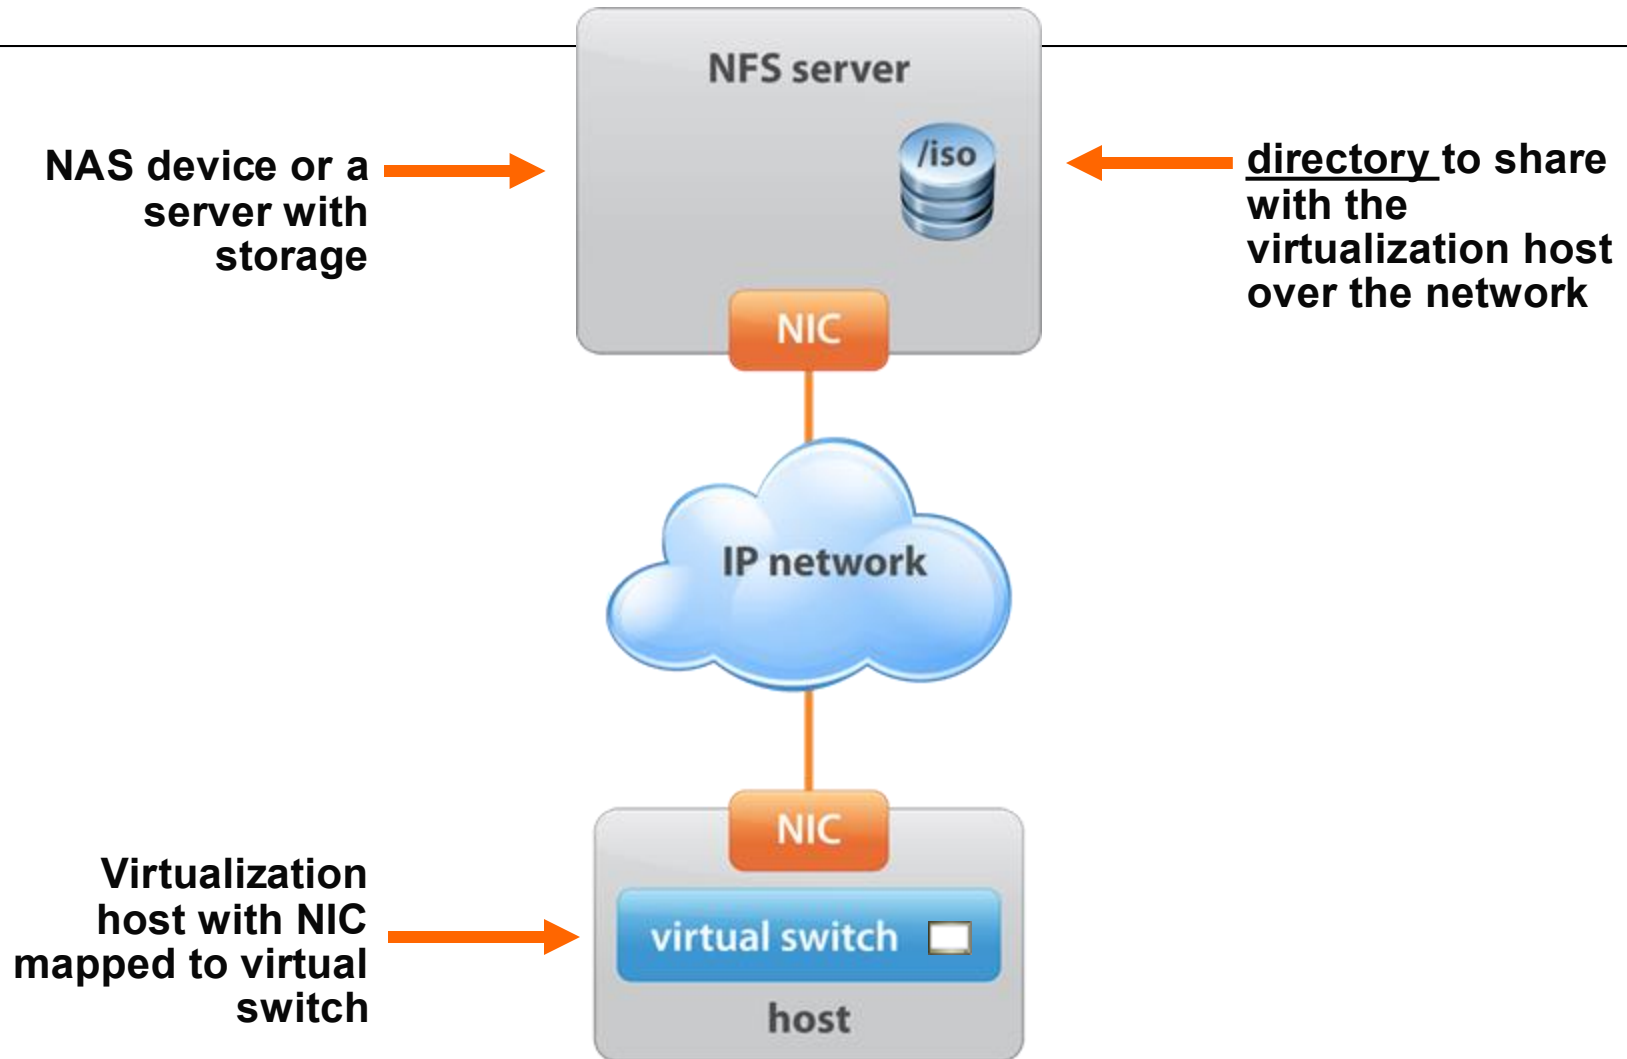 NFS server
/iso
NIC
NAS device or a
server with
storage
directory to share
with the
virtualization host
over the network
IP network
NIC
virtual switch
host
Virtualization
host with NIC
mapped to virtual
switch